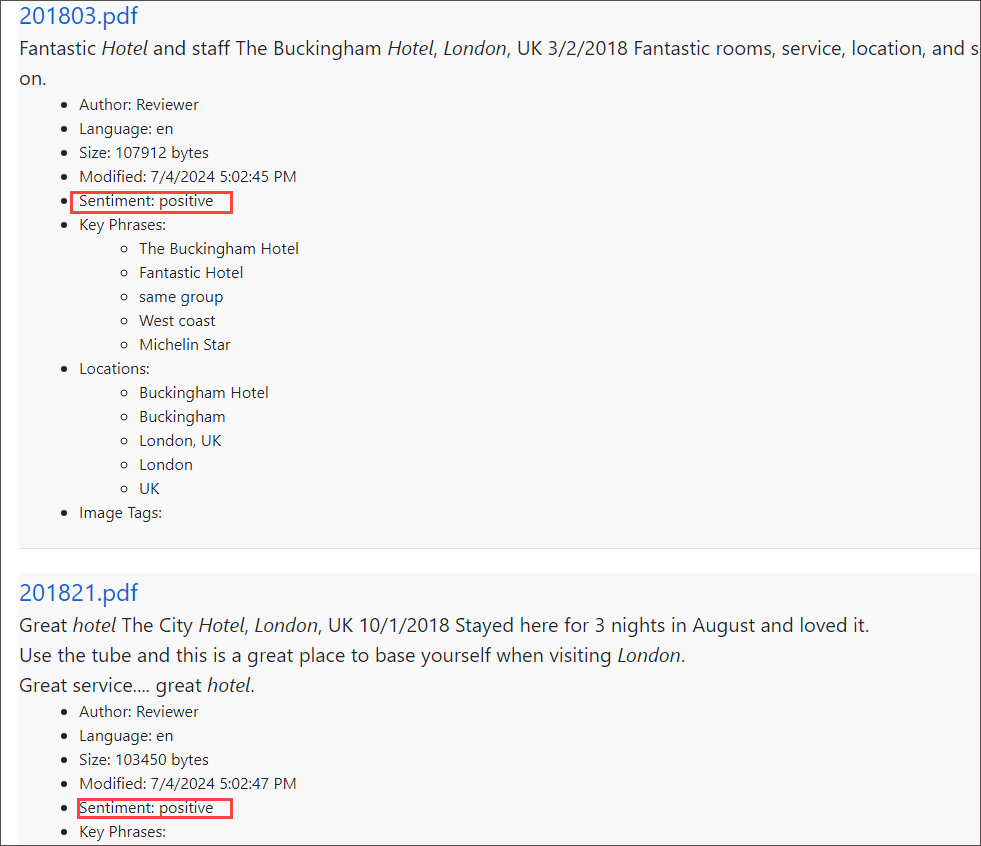 201803.pdf
Fantastic Hotel and staff The Buckingham Hotel, London, UK 3/2/2018 Fantastic rooms, service, location, and s
on.
Author: Reviewer
Language: en
Size: 107912 bytes
Modified: 7/4/2024 5:02:45 PM
Sentiment: positive
Key Phrases:
The Buckingham Hotel
Fantastic Hotel
same group
West coast
Michelin Star
Locations:
Buckingham Hotel
Buckingham
London, UK
London
UK
Image Tags:
201821.pdf
Great hotel The City Hotel, London, UK 10/1/2018 Stayed here for 3 nights in August and loved it.
Use the tube and this is a great place to base yourself when visiting London.
Great service.... great hotel.
Author: Reviewer
Language: en
Size: 103450 bytes
Modified: 7/4/2024 5:02:47 PM
Sentiment: positive
Key Phrases: